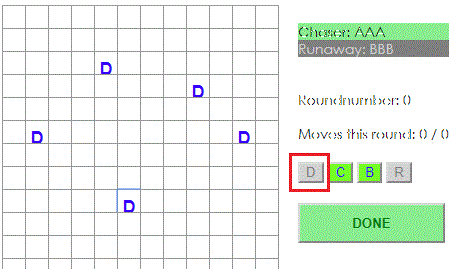 Chaser: AAA
Runaway: BBB
D
D
Roundnumber: 0
D
D
Moves this round: 0 / 0
D C B R
D
DONE